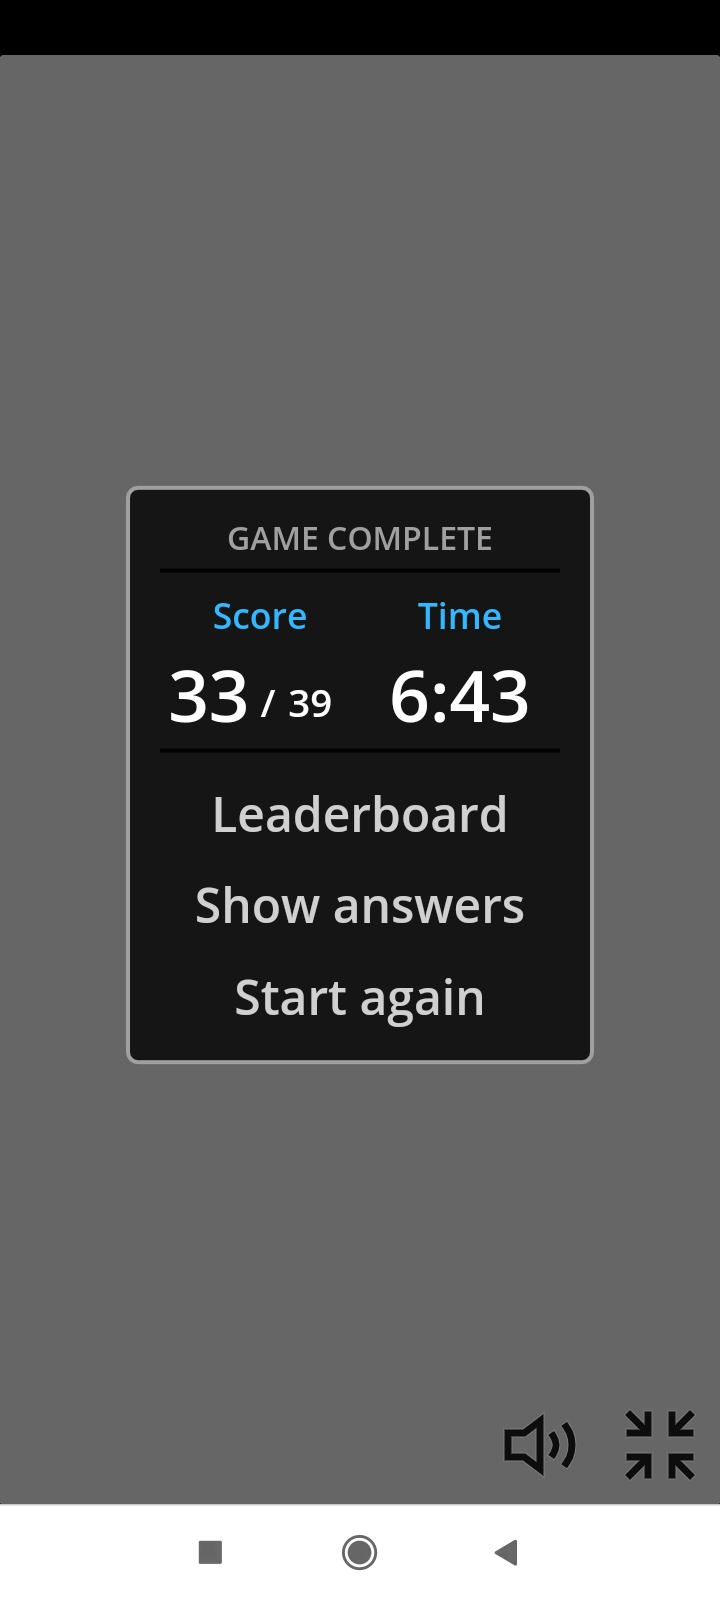 GAME COMPLETE
Score Time
33 / 39 6:43
Leaderboard
Show answers
Start again